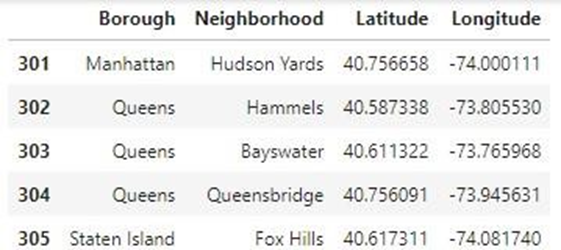 Borough Neighborhood Latitude Longitude
301 Manhattan Hudson Yards 40.756658 -74.000111
302 Queens Hammels 40.587338 -73.805530
303 Queens Bayswater 40.611322 -73.765968
304 Queens Queensbridge 40.756091 -73.945631
305 Staten Island Fox Hills 40.617311 -74.081740